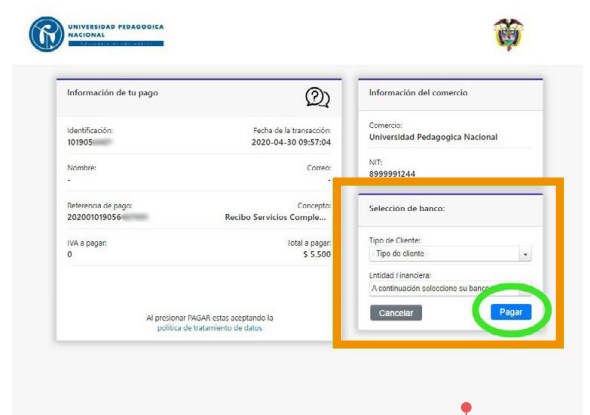 UNIVERSIDAD PEDAGOGICA
NACIONAL
Información de tu pago
Identificación:
101905
Fecha de la transacción:
2020-04-30 09:57:04
Nombre:
-
Correo:
-
Referencia de pago:
202001019056
Concepto:
Recibo Servicios Comple...
IVA a pagar:
0
Total a pagar:
$ 5.500
Al presionar PAGAR estas aceptando la
política de tratamiento de datos
Información del comercio
Comercio:
Universidad Pedagogica Nacional
NIT:
8999991244
Selección de banco:
Tipo de Cliente:
- Tipo de cliente -
Entidad Financiera:
A continuación seleccione su banco
Cancelar
Pagar